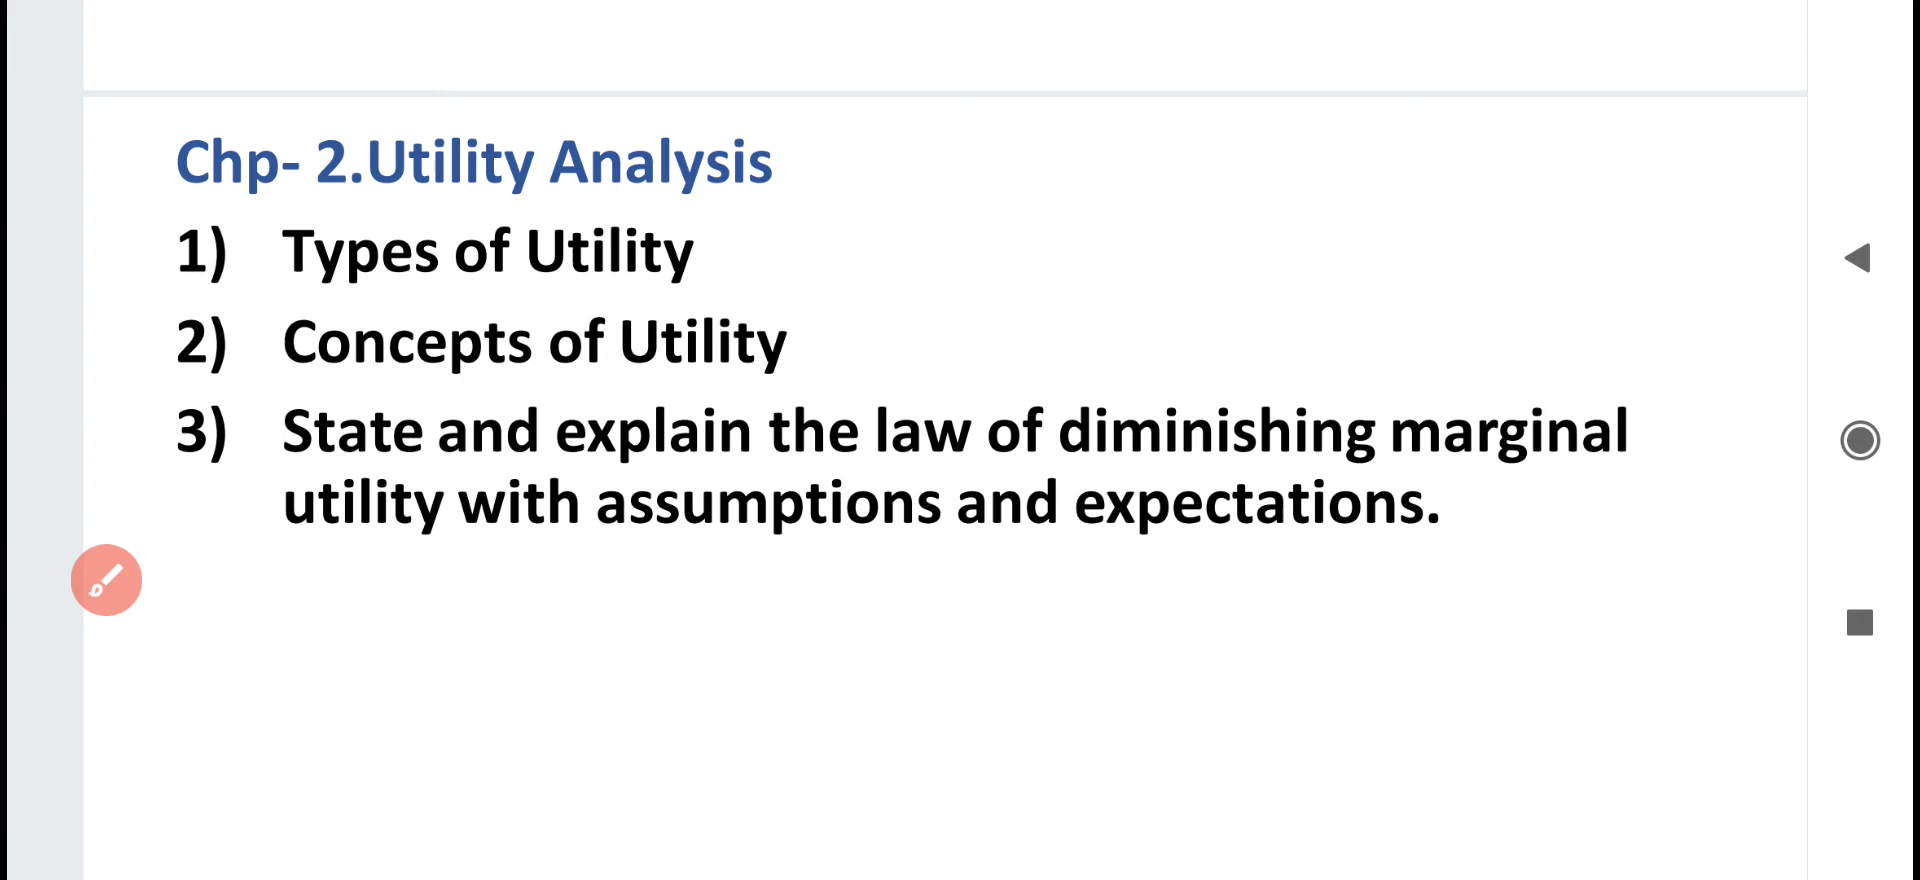 Chp- 2.Utility Analysis
1) Types of Utility
2) Concepts of Utility
3) State and explain the law of diminishing marginal
utility with assumptions and expectations.